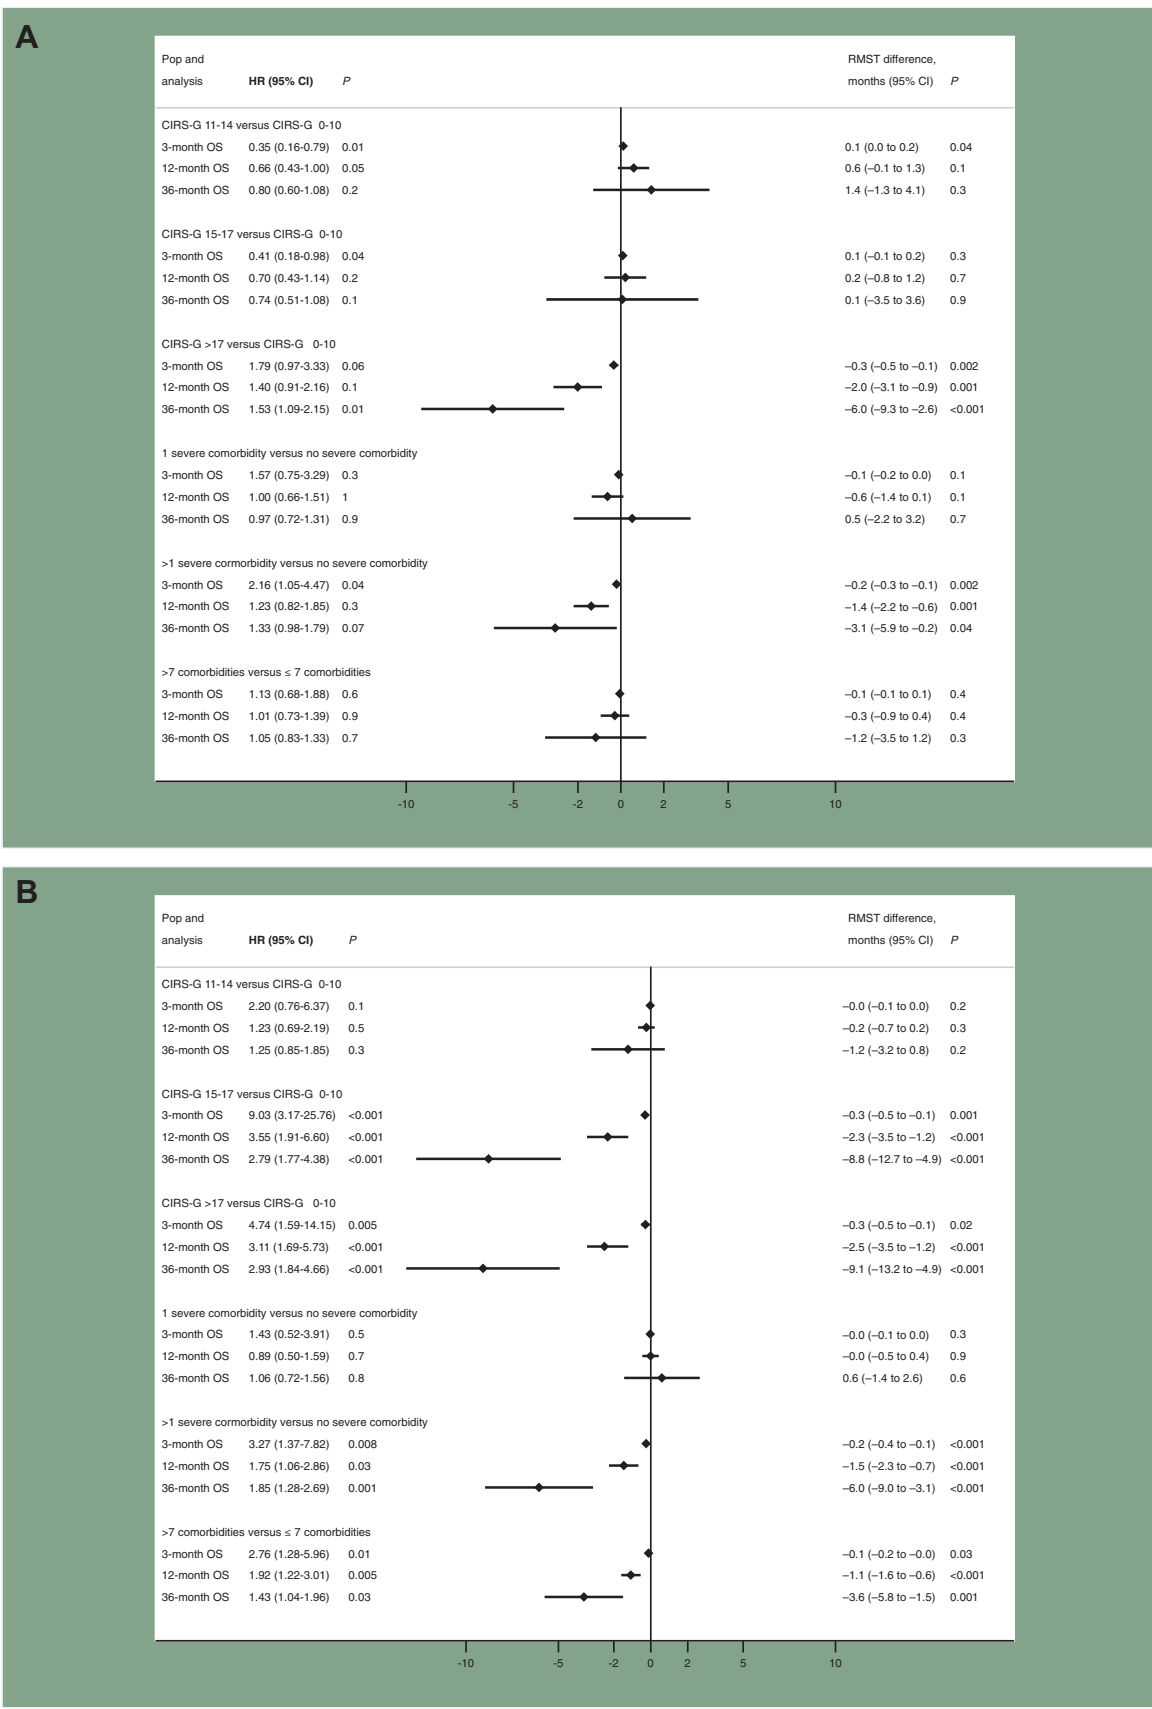 A
Pop and RMST difference,
analysis HR (95% CI) P months (95% CI) P
CIRS-G 11-14 versus CIRS-G 0-10
3-month OS 0.35 (0.16-0.79) 0.01 0.1 (0.0 to 0.2) 0.04
12-month OS 0.66 (0.43-1.00) 0.05 0.6 (−0.1 to 1.3) 0.1
36-month OS 0.80 (0.60-1.08) 0.2 1.4 (−1.3 to 4.1) 0.3
CIRS-G 15-17 versus CIRS-G 0-10
3-month OS 0.41 (0.18-0.98) 0.04 0.1 (−0.1 to 0.2) 0.3
12-month OS 0.70 (0.43-1.14) 0.2 0.2 (−0.8 to 1.2) 0.7
36-month OS 0.74 (0.51-1.08) 0.1 0.1 (−3.5 to 3.6) 0.9
CIRS-G >17 versus CIRS-G 0-10
3-month OS 1.79 (0.97-3.33) 0.06 −0.3 (−0.5 to −0.1) 0.002
12-month OS 1.40 (0.91-2.16) 0.1 −2.0 (−3.1 to −0.9) 0.001
36-month OS 1.53 (1.09-2.15) 0.01 −6.0 (−9.3 to −2.6) <0.001
1 severe comorbidity versus no severe comorbidity
3-month OS 1.57 (0.75-3.29) 0.3 −0.1 (−0.2 to 0.0) 0.1
12-month OS 1.00 (0.66-1.51) 1 −0.6 (−1.4 to 0.1) 0.1
36-month OS 0.97 (0.72-1.31) 0.9 0.5 (−2.2 to 3.2) 0.7
>1 severe cormorbidity versus no severe comorbidity
3-month OS 2.16 (1.05-4.47) 0.04 −0.2 (−0.3 to −0.1) 0.002
12-month OS 1.23 (0.82-1.85) 0.3 −1.4 (−2.2 to −0.6) 0.001
36-month OS 1.33 (0.98-1.79) 0.07 −3.1 (−5.9 to −0.2) 0.04
>7 comorbidities versus ≤ 7 comorbidities
3-month OS 1.13 (0.68-1.88) 0.6 −0.1 (−0.1 to 0.1) 0.4
12-month OS 1.01 (0.73-1.39) 0.9 −0.3 (−0.9 to 0.4) 0.4
36-month OS 1.05 (0.83-1.33) 0.7 −1.2 (−3.5 to 1.2) 0.3
-10 -5 -2 0 2 5 10
B
Pop and RMST difference,
analysis HR (95% CI) P months (95% CI) P
CIRS-G 11-14 versus CIRS-G 0-10
3-month OS 2.20 (0.76-6.37) 0.1 −0.0 (−0.1 to 0.0) 0.2
12-month OS 1.23 (0.69-2.19) 0.5 −0.2 (−0.7 to 0.2) 0.3
36-month OS 1.25 (0.85-1.85) 0.3 −1.2 (−3.2 to 0.8) 0.2
CIRS-G 15-17 versus CIRS-G 0-10
3-month OS 9.03 (3.17-25.76) <0.001 −0.3 (−0.5 to −0.1) 0.001
12-month OS 3.55 (1.91-6.60) <0.001 −2.3 (−3.5 to −1.2) <0.001
36-month OS 2.79 (1.77-4.38) <0.001 −8.8 (−12.7 to −4.9) <0.001
CIRS-G >17 versus CIRS-G 0-10
3-month OS 4.74 (1.59-14.15) 0.005 −0.3 (−0.5 to −0.1) 0.02
12-month OS 3.11 (1.69-5.73) <0.001 −2.5 (−3.5 to −1.2) <0.001
36-month OS 2.93 (1.84-4.66) <0.001 −9.1 (−13.2 to −4.9) <0.001
1 severe comorbidity versus no severe comorbidity
3-month OS 1.43 (0.52-3.91) 0.5 −0.0 (−0.1 to 0.0) 0.3
12-month OS 0.89 (0.50-1.59) 0.7 −0.0 (−0.5 to 0.4) 0.9
36-month OS 1.06 (0.72-1.56) 0.8 0.6 (−1.4 to 2.6) 0.6
>1 severe cormorbidity versus no severe comorbidity
3-month OS 3.27 (1.37-7.82) 0.008 −0.2 (−0.4 to −0.1) <0.001
12-month OS 1.75 (1.06-2.86) 0.03 −1.5 (−2.3 to −0.7) <0.001
36-month OS 1.85 (1.28-2.69) 0.001 −6.0 (−9.0 to −3.1) <0.001
>7 comorbidities versus ≤ 7 comorbidities
3-month OS 2.76 (1.28-5.96) 0.01 −0.1 (−0.2 to −0.0) 0.03
12-month OS 1.92 (1.22-3.01) 0.005 −1.1 (−1.6 to −0.6) <0.001
36-month OS 1.43 (1.04-1.96) 0.03 −3.6 (−5.8 to −1.5) 0.001
-10 -5 -2 0 2 5 10